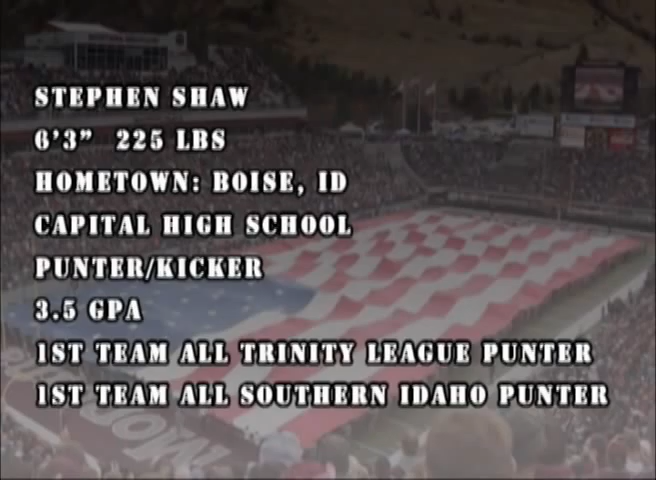 STEPHEN SHAW
6'3"  225 LBS
HOMETOWN: BOISE, ID
CAPITAL HIGH SCHOOL
PUNTER/KICKER
3.5 GPA
1ST TEAM ALL TRINITY LEAGUE PUNTER
1ST TEAM ALL SOUTHERN IDAHO PUNTER